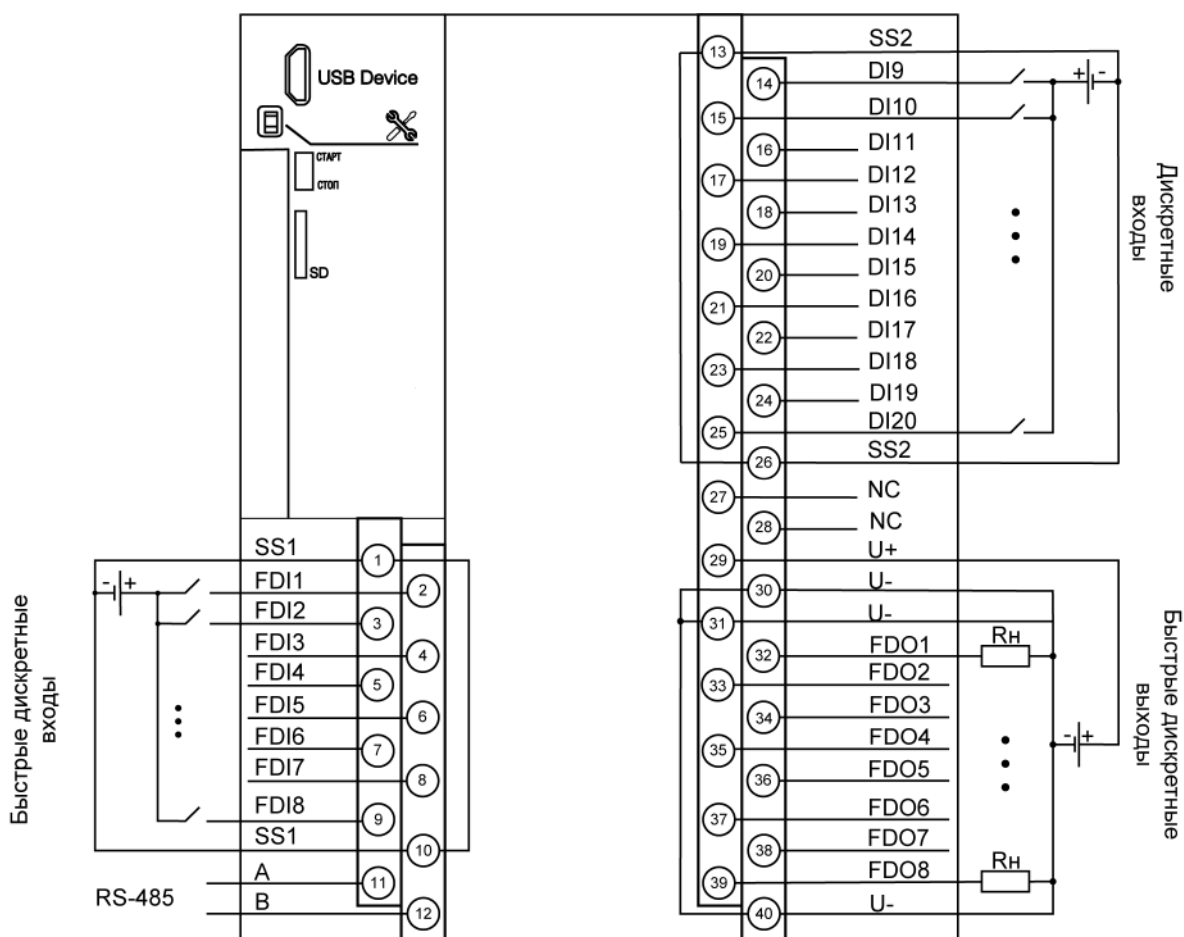 USB Device
СТАРТ
СТОП
SD
SS1
1
- +
FDI1
2
FDI2
3
FDI3
4
FDI4
5
FDI5
6
FDI6
7
FDI7
8
FDI8
9
SS1
10
RS-485
A
11
B
12
Быстрые дискретные
входы
13
SS2
14
DI9
+ -
15
DI10
16
DI11
17
DI12
18
DI13
19
DI14
20
DI15
21
DI16
22
DI17
23
DI18
24
DI19
25
DI20
26
SS2
Дискретные
входы
27
NC
28
NC
29
U+
30
U-
31
U-
32
FDO1
Rн
33
FDO2
34
FDO3
35
FDO4
- +
36
FDO5
37
FDO6
38
FDO7
39
FDO8
Rн
40
U-
Быстрые дискретные
выходы